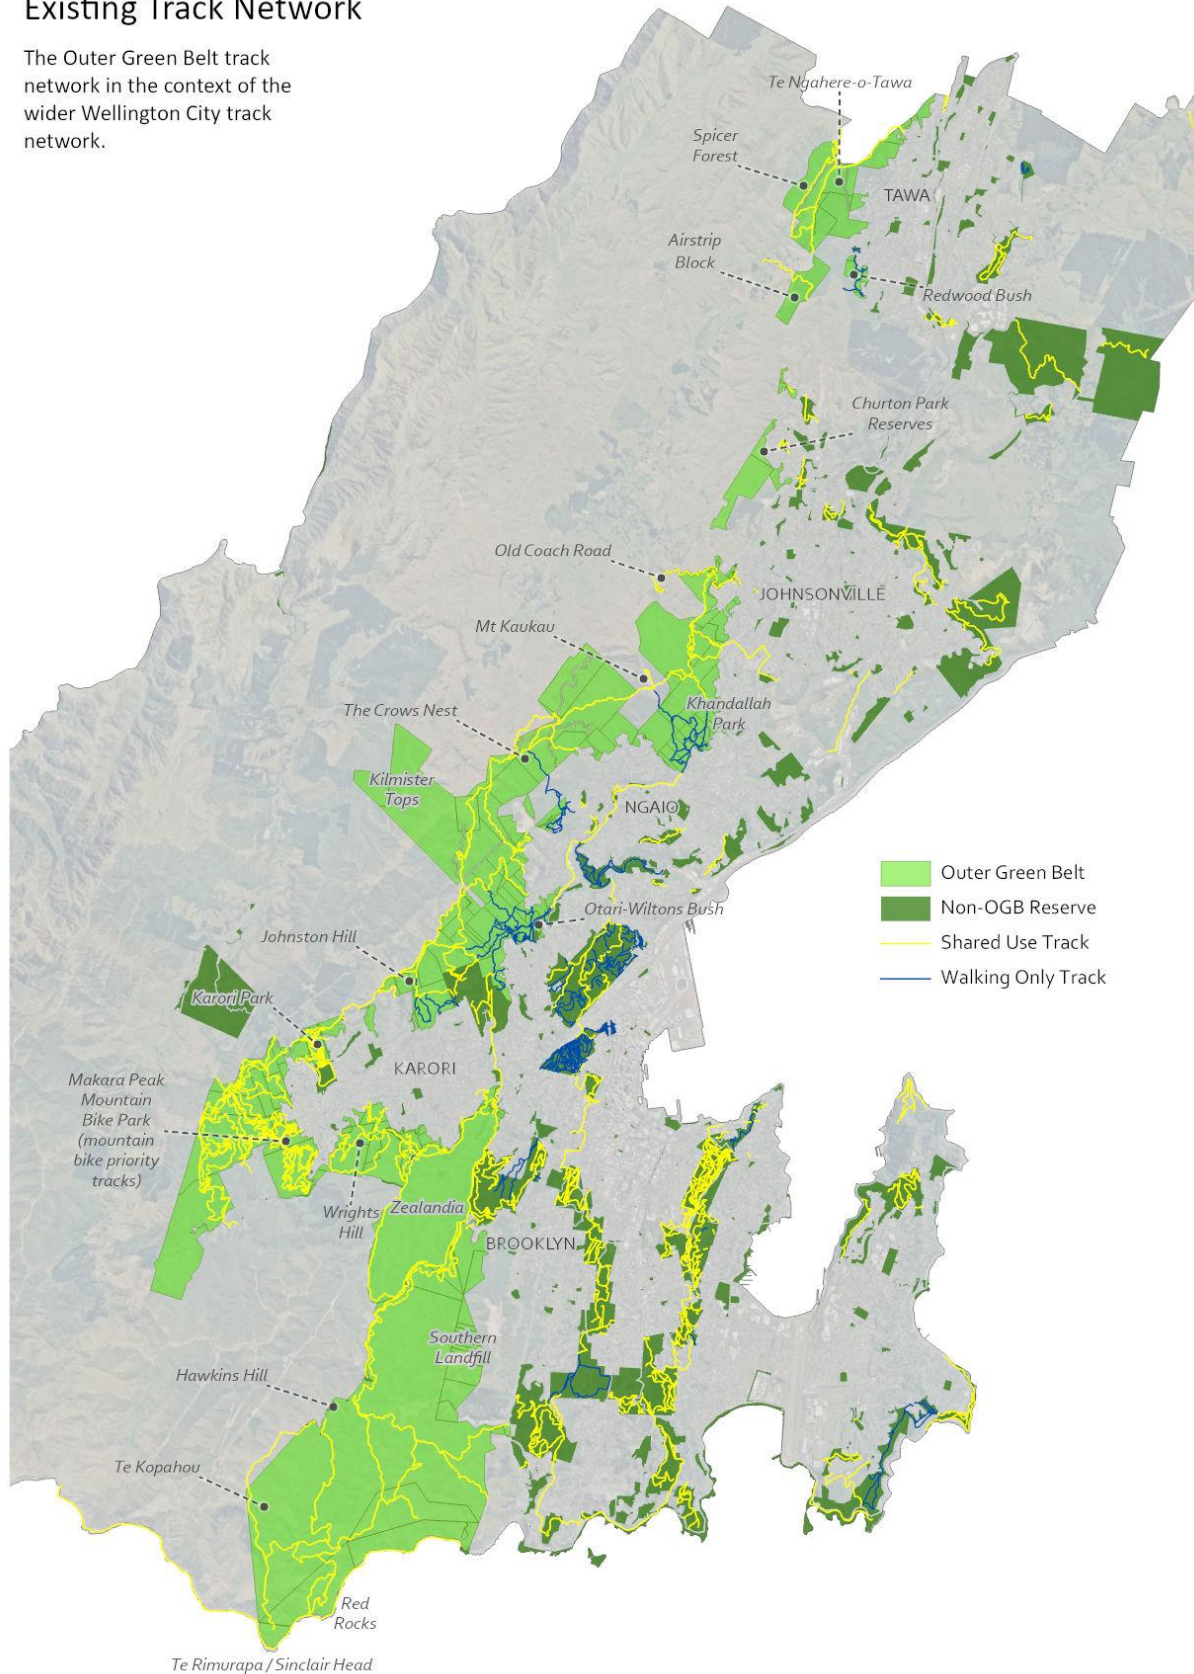 Existing Track Network
The Outer Green Belt track
network in the context of the
wider Wellington City track
network.
Te Ngahere-o-Tawa
Spicer
Forest
TAWA
Airstrip
Block
Redwood Bush
Churton Park
Reserves
Old Coach Road
JOHNSONVILLE
Mt Kaukau
Khandallah
Park
The Crows Nest
Kilmister
Tops
NGAIO
Outer Green Belt
Non-OGB Reserve
Shared Use Track
Walking Only Track
Otari-Wiltons Bush
Johnston Hill
Karori Park
KARORI
Makara Peak
Mountain
Bike Park
(mountain
bike priority
tracks)
Wrights
Hill
Zealandia
BROOKLYN
Southern
Landfill
Hawkins Hill
Te Kopahou
Red
Rocks
Te Rimurapa / Sinclair Head